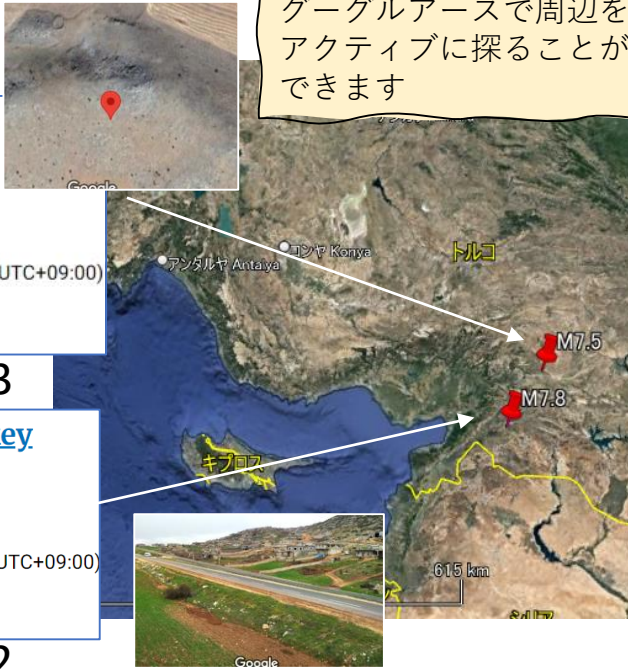 グーグルアースで周辺を
アクティブに探ることが
できます
Google
UTC+09:00)
コンヤ Konya
アンタルヤ Antalya
トルコ
M7.5
3
M7.8
ey
キプロス
UTC+09:00)
615 km
シリア
2
Google